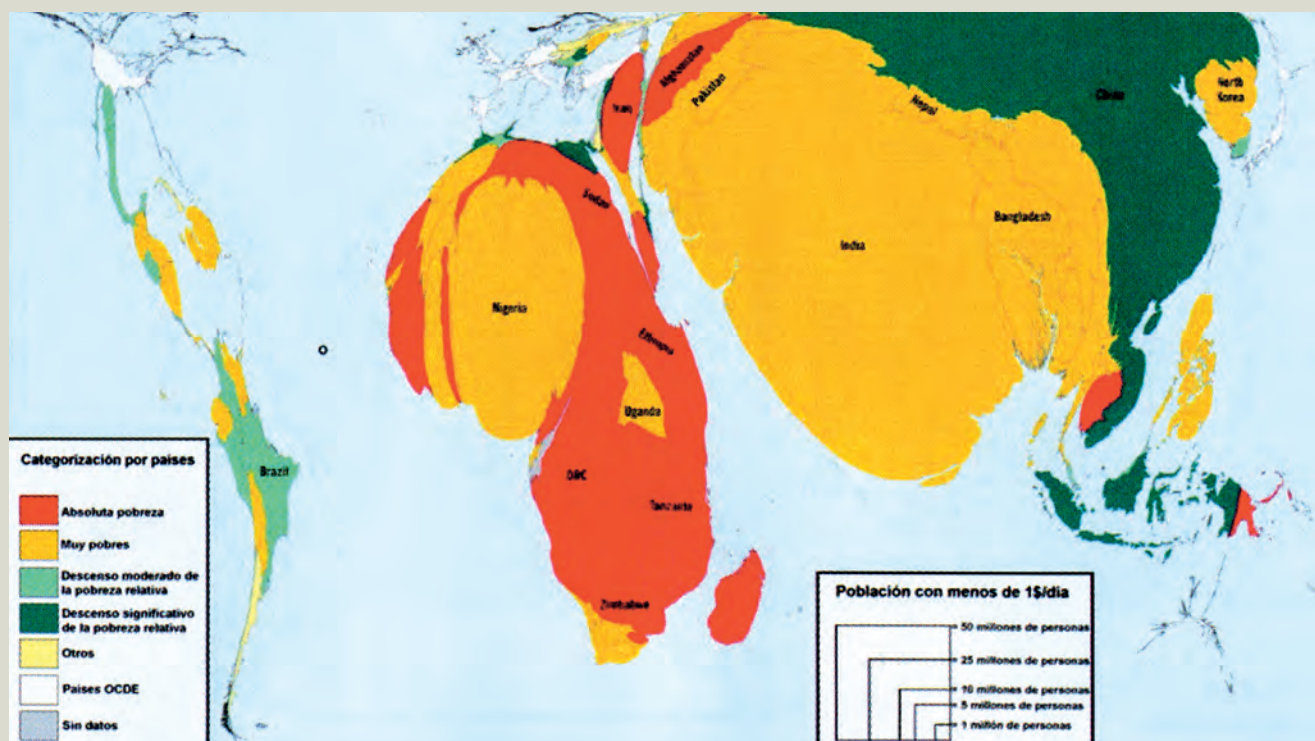 Afghanistan
Pakistan
Iraq
Nepal
China
North
Korea
Sudan
Bangladesh
India
Nigeria
Ethiopia
Uganda
DRC
Tanzania
Zimbabwe
Brazil
Categorización por países
Absoluta pobreza
Muy pobres
Descenso moderado de
la pobreza relativa
Descenso significativo
de la pobreza relativa
Otros
Países OCDE
Sin datos
Población con menos de 1$/día
50 millones de personas
25 millones de personas
10 millones de personas
5 millones de personas
1 millón de personas